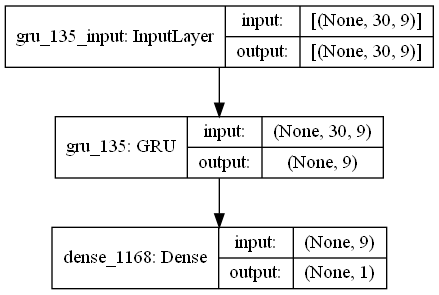 gru_135_input: InputLayer
input: [(None, 30, 9)]
output: [(None, 30, 9)]
gru_135: GRU
input: (None, 30, 9)
output: (None, 9)
dense_1168: Dense
input: (None, 9)
output: (None, 1)